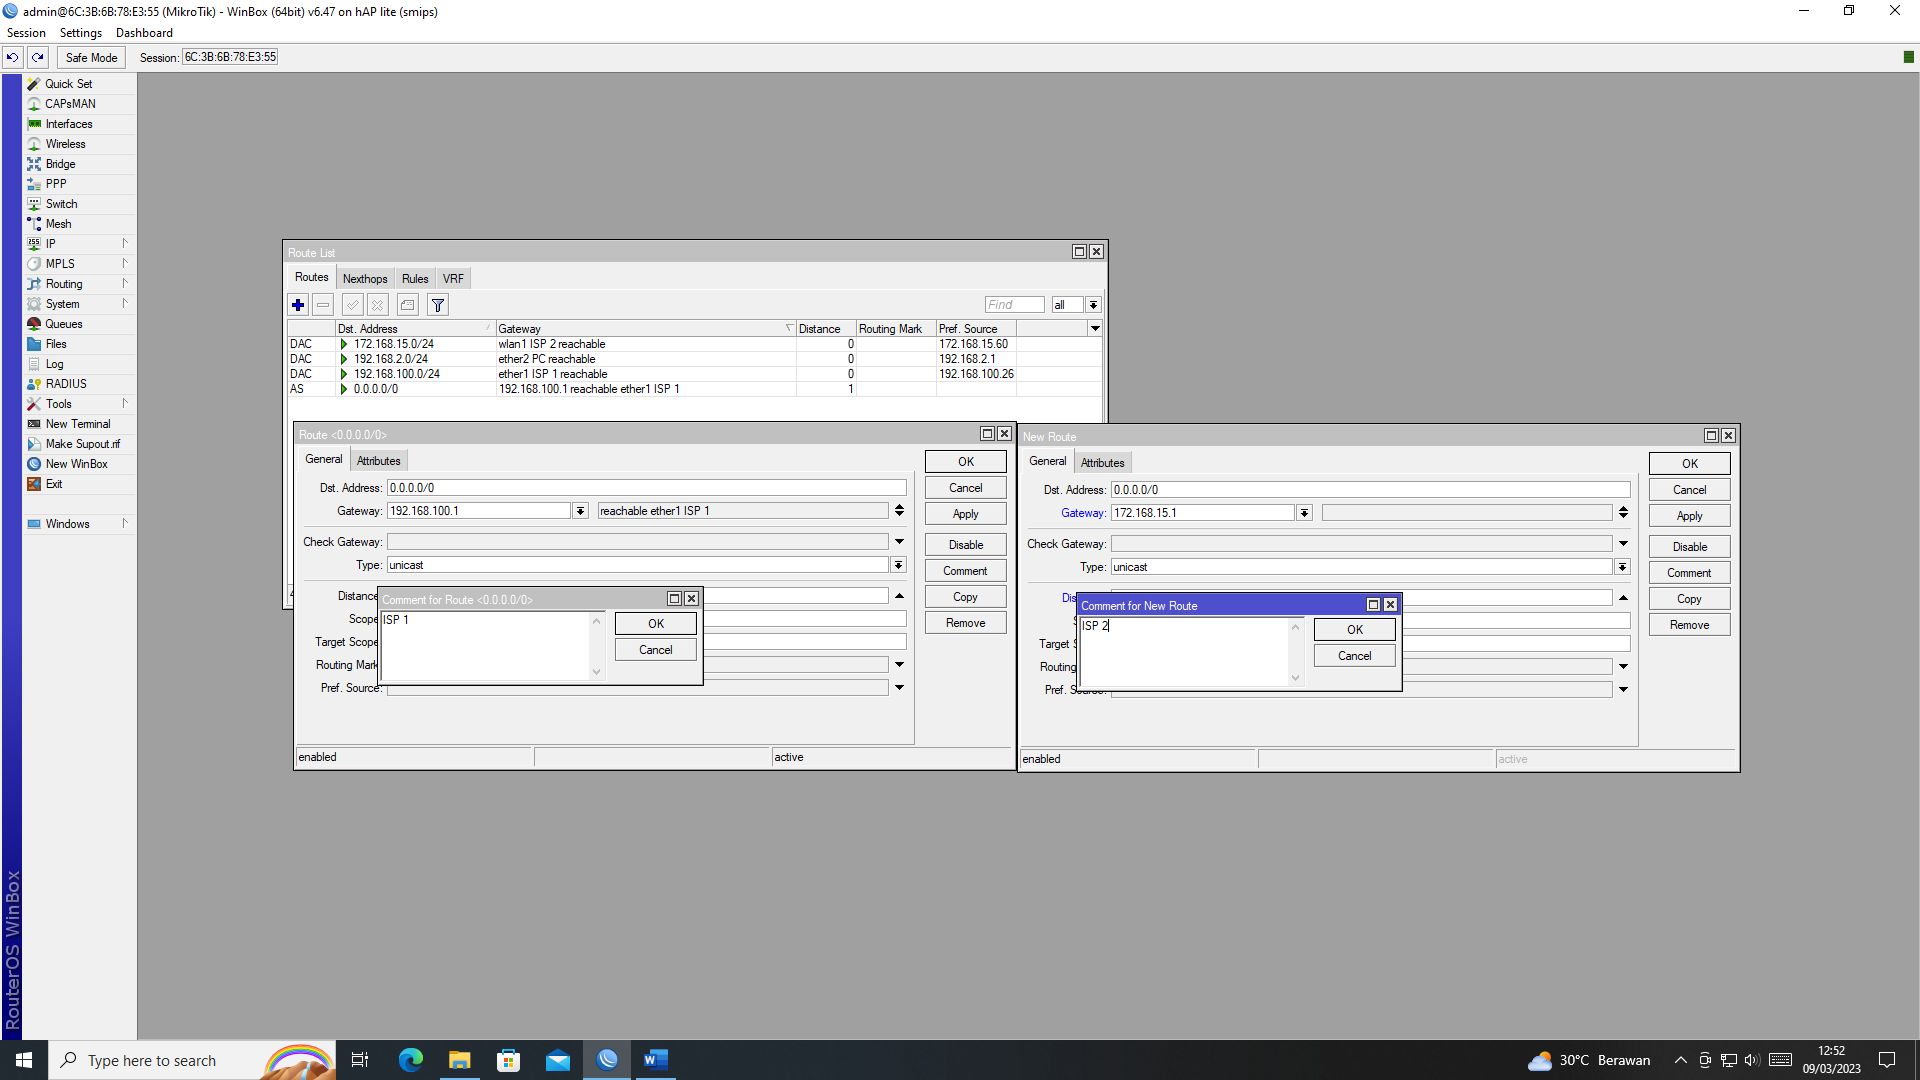 admin@6C:3B:6B:78:E3:55 (MikroTik) - WinBox (64bit) v6.47 on hAP lite (smips)
Session Settings Dashboard
Safe Mode Session: 6C:3B:6B:78:E3:55
Quick Set
CAPsMAN
Interfaces
Wireless
Bridge
PPP
Switch
Mesh
IP
MPLS
Routing
System
Queues
Files
Log
RADIUS
Tools
New Terminal
Make Supout.rif
New WinBox
Exit
Windows
RouterOS WinBox
Route List
Routes Nexthops Rules VRF
Find all
Dst. Address Gateway Distance Routing Mark Pref. Source
DAC 172.168.15.0/24 wlan1 ISP 2 reachable 0 172.168.15.60
DAC 192.168.2.0/24 ether2 PC reachable 0 192.168.2.1
DAC 192.168.100.0/24 ether1 ISP 1 reachable 0 192.168.100.26
AS 0.0.0.0/0 192.168.100.1 reachable ether1 ISP 1 1
Route <0.0.0.0/0>
General Attributes
Dst. Address: 0.0.0.0/0
Gateway: 192.168.100.1 reachable ether1 ISP 1
Check Gateway:
Type: unicast
Distance
Scope
Target Scope
Routing Mark
Pref. Source:
OK
Cancel
Apply
Disable
Comment
Copy
Remove
enabled active
Comment for Route <0.0.0.0/0>
ISP 1
OK
Cancel
New Route
General Attributes
Dst. Address: 0.0.0.0/0
Gateway: 172.168.15.1
Check Gateway:
Type: unicast
Dis
Target S
Routing
Pref. Source:
OK
Cancel
Apply
Disable
Comment
Copy
Remove
enabled active
Comment for New Route
ISP 2
OK
Cancel
Type here to search
30°C Berawan
12:52
09/03/2023